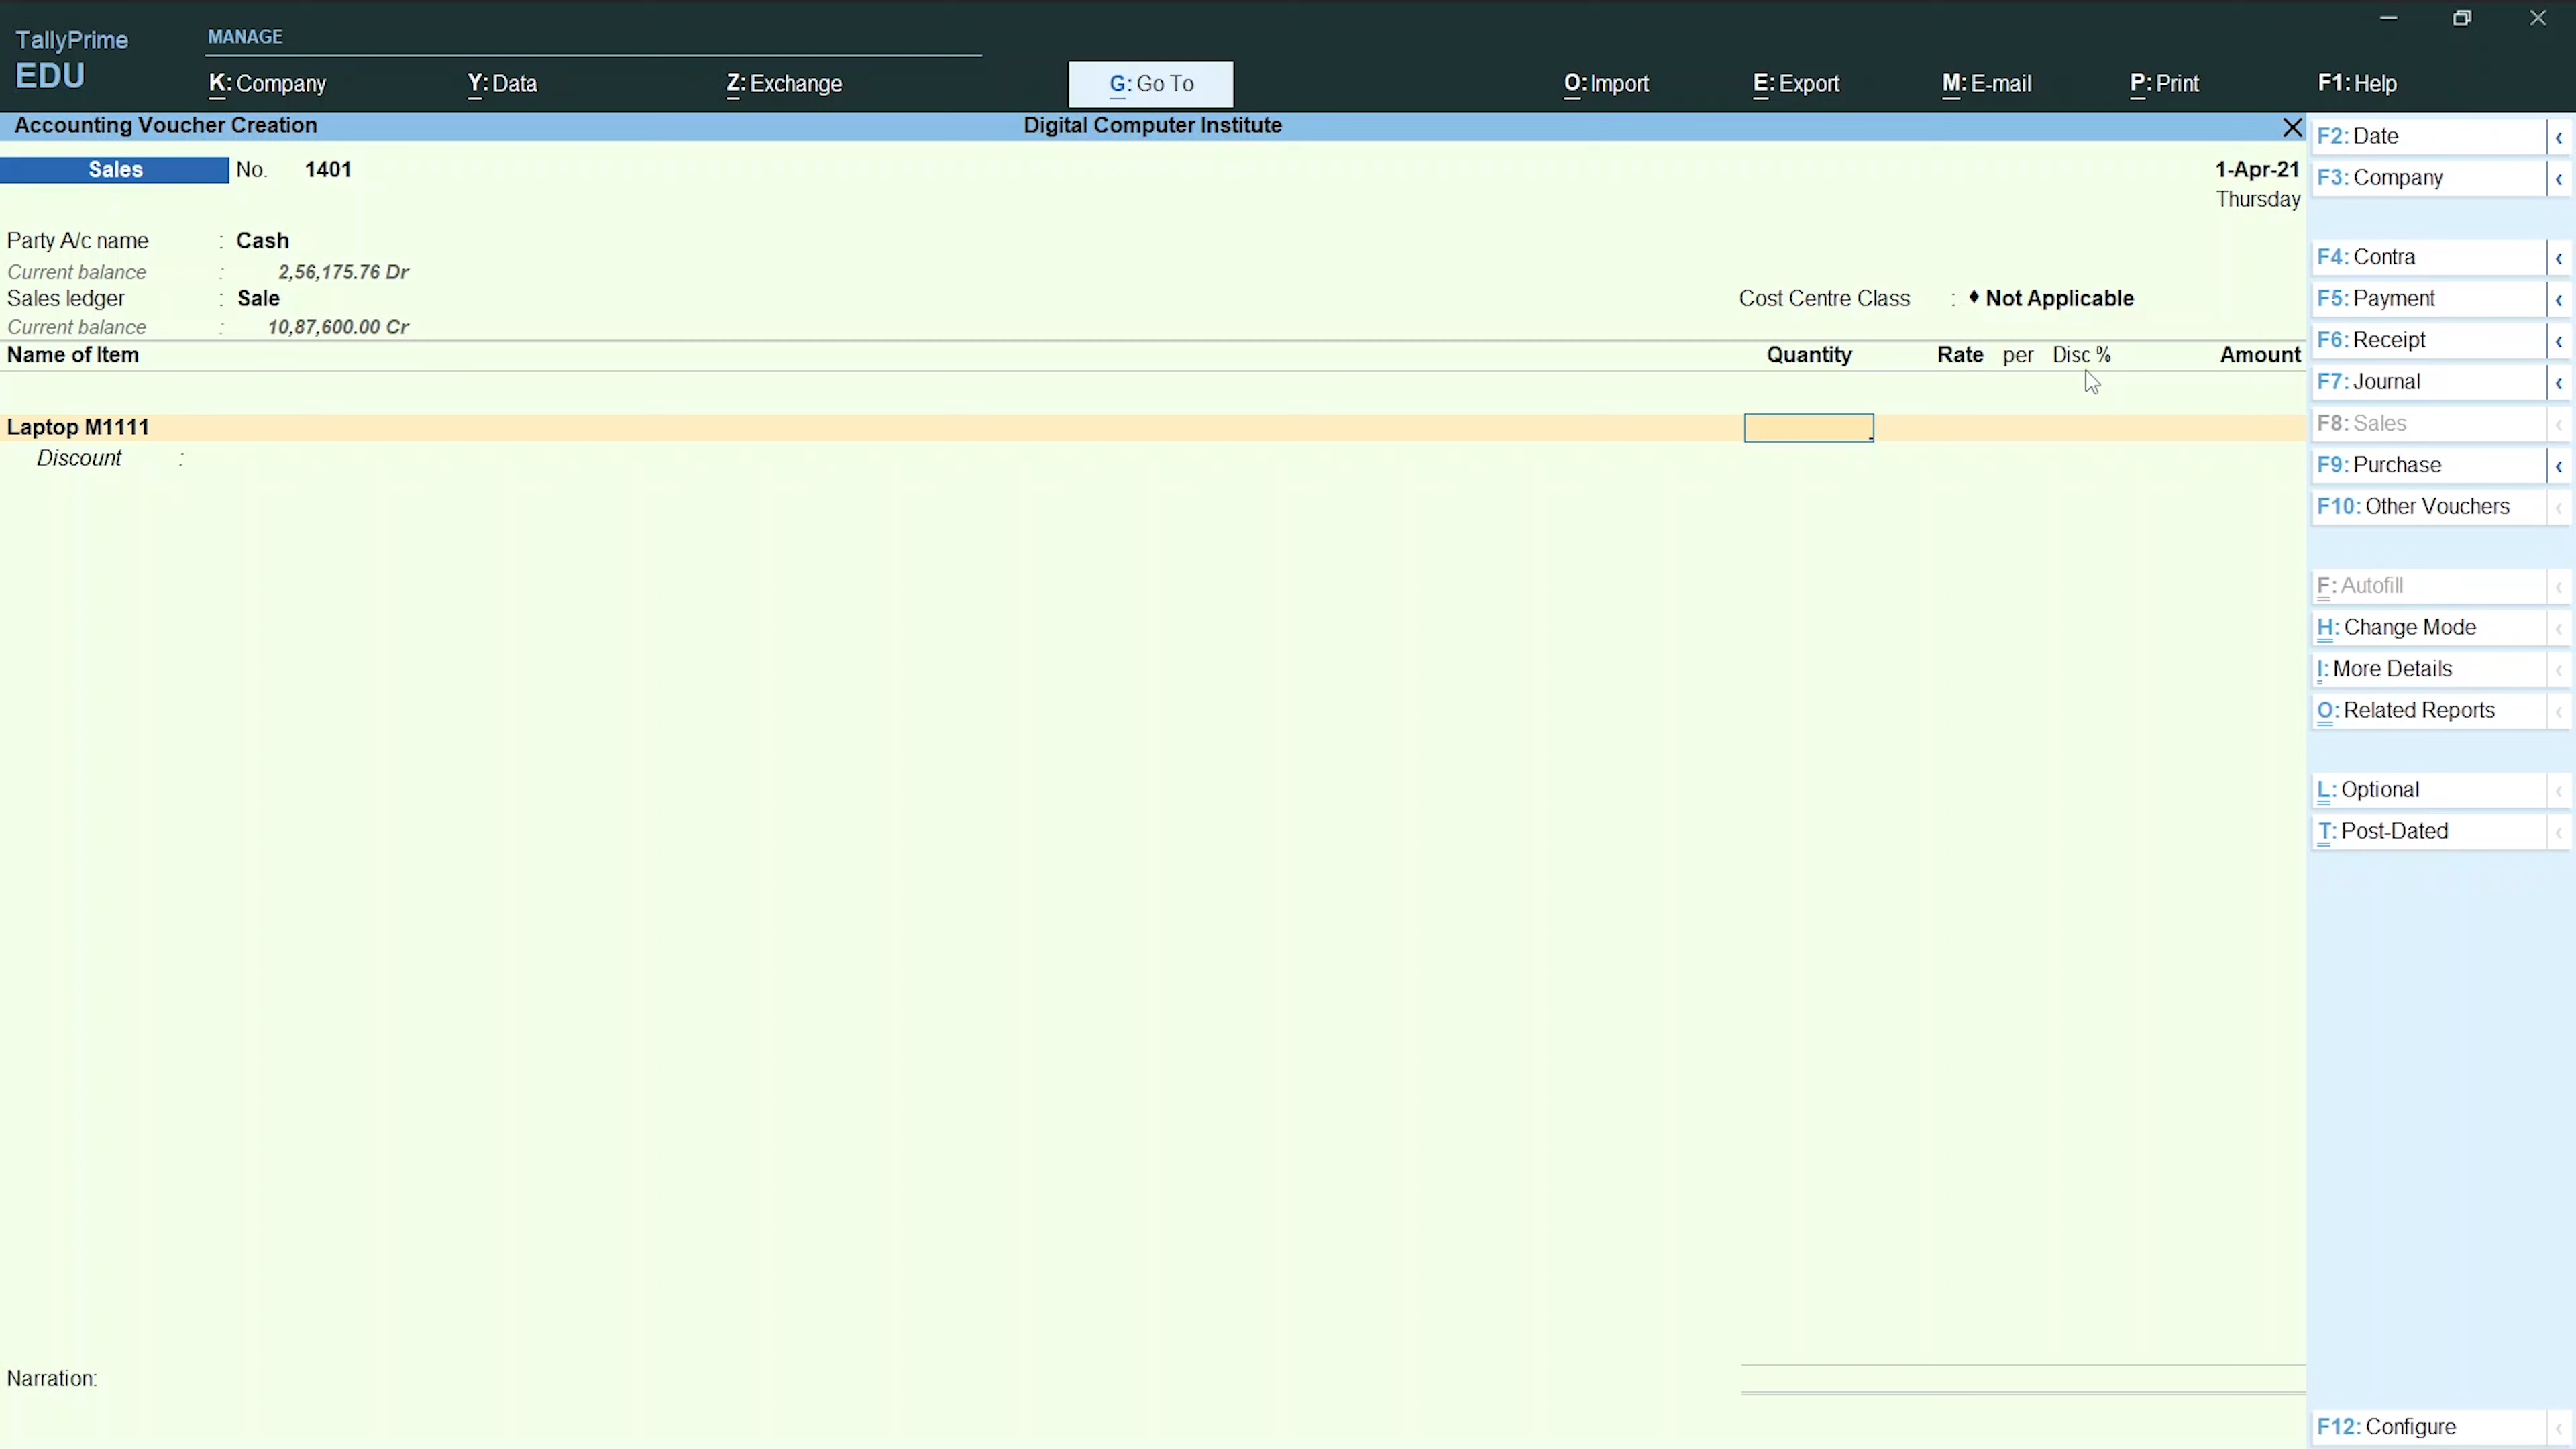 TallyPrime
EDU
MANAGE
K: Company
Y: Data
Z: Exchange
G: Go To
O: Import
E: Export
M: E-mail
P: Print
F1: Help
Accounting Voucher Creation
Digital Computer Institute
Sales No. 1401
1-Apr-21
Thursday
Party A/c name : Cash
Current balance : 2,56,175.76 Dr
Sales ledger : Sale
Cost Centre Class : ♦ Not Applicable
Current balance : 10,87,600.00 Cr
Name of Item Quantity Rate per Disc % Amount
Laptop M1111
Discount :
Narration:
F2: Date
F3: Company
F4: Contra
F5: Payment
F6: Receipt
F7: Journal
F8: Sales
F9: Purchase
F10: Other Vouchers
F: Autofill
H: Change Mode
I: More Details
O: Related Reports
L: Optional
T: Post-Dated
F12: Configure